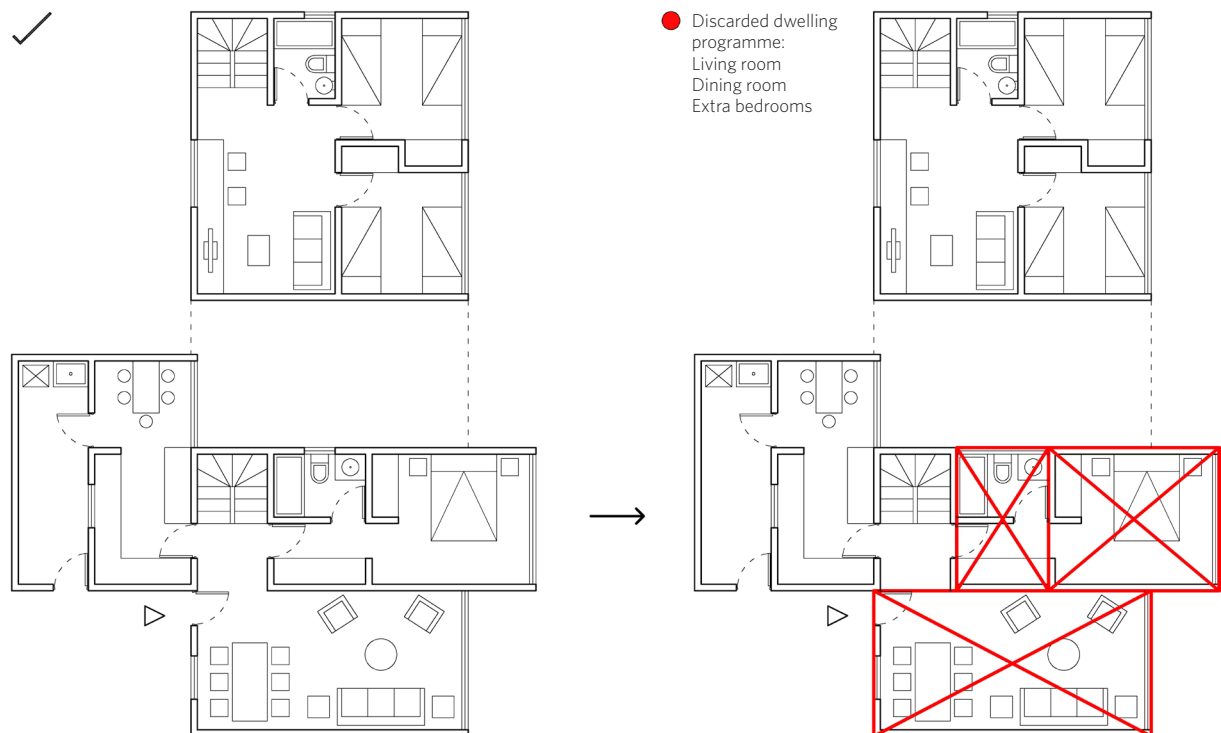 Discarded dwelling
programme:
Living room
Dining room
Extra bedrooms